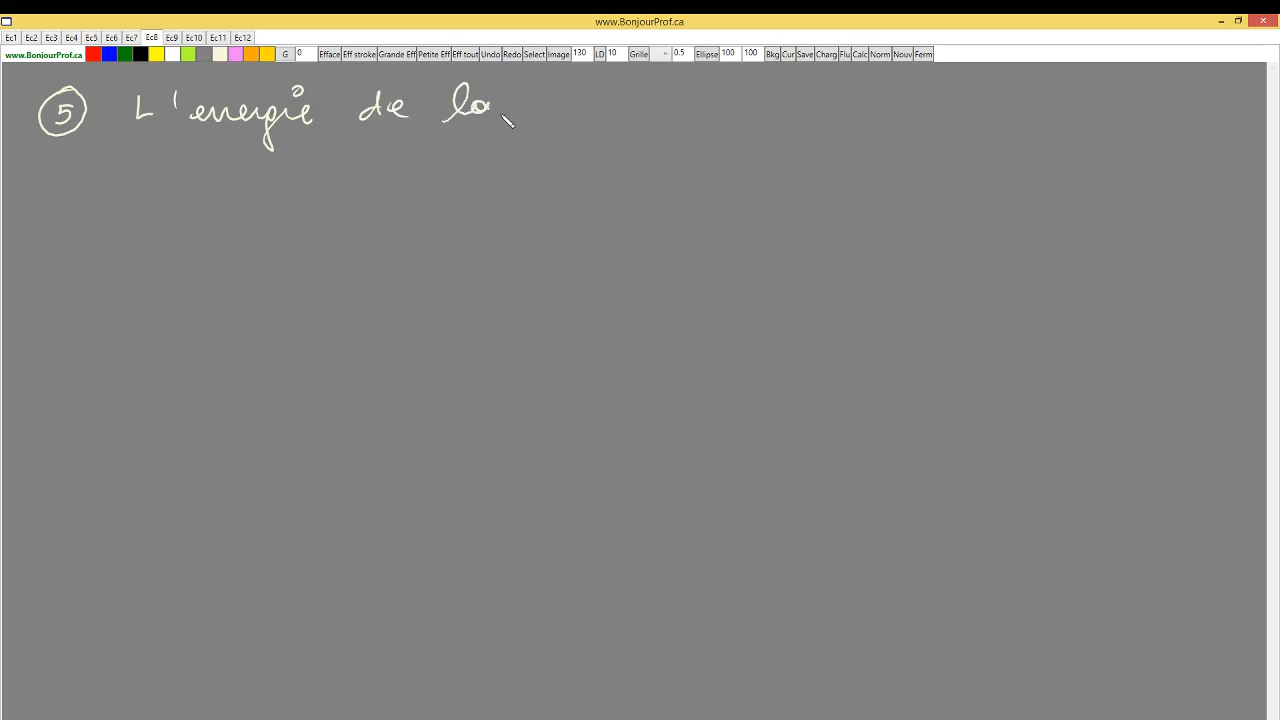 www.BonjourProf.ca
Ec1 Ec2 Ec3 Ec4 Ec5 Ec6 Ec7 Ec8 Ec9 Ec10 Ec11 Ec12
www.BonjourProf.ca G 0 Efface Eff stroke Grande Eff Petite Eff Eff tout Undo Redo Select Image 130 LD 10 Grille 0.5 Ellipse 100 100 Bkg Cur Save Charg Flu Calc Norm Nouv Ferm
5 L'energie de la